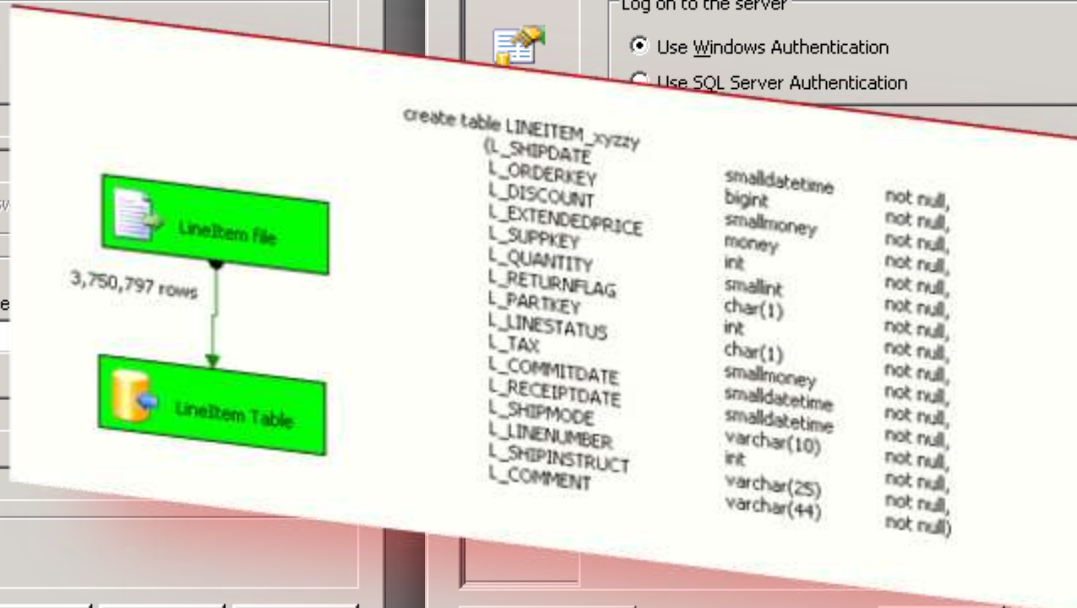 Log on to the server
Use Windows Authentication
Use SQL Server Authentication
LineItem file
3,750,797 rows
LineItem Table
create table LINEITEM_xyzzy
(L_SHIPDATE smalldatetime not null,
L_ORDERKEY bigint not null,
L_DISCOUNT smallmoney not null,
L_EXTENDEDPRICE money not null,
L_SUPPKEY int not null,
L_QUANTITY smallint not null,
L_RETURNFLAG char(1) not null,
L_PARTKEY int not null,
L_LINESTATUS char(1) not null,
L_TAX smallmoney not null,
L_COMMITDATE smalldatetime not null,
L_RECEIPTDATE smalldatetime not null,
L_SHIPMODE varchar(10) not null,
L_LINENUMBER int not null,
L_SHIPINSTRUCT varchar(25) not null,
L_COMMENT varchar(44) not null)